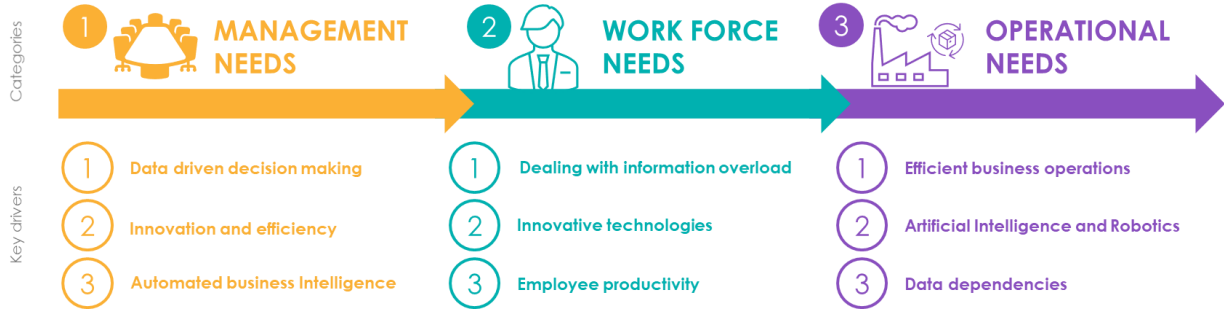 Categories
1
MANAGEMENT
NEEDS
2
WORK FORCE
NEEDS
3
OPERATIONAL
NEEDS
Key drivers
1 Data driven decision making
2 Innovation and efficiency
3 Automated business Intelligence
1 Dealing with information overload
2 Innovative technologies
3 Employee productivity
1 Efficient business operations
2 Artificial Intelligence and Robotics
3 Data dependencies